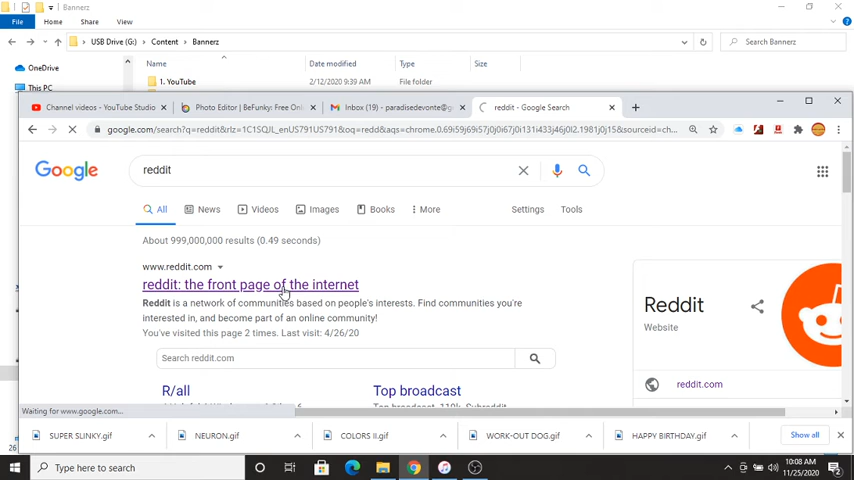 Bannerz
File Home Share View
USB Drive (G:) Content Bannerz Search Bannerz
Name Date modified Type Size
OneDrive
1. YouTube 2/12/2020 9:39 AM
This PC
Channel videos - YouTube Studio Photo Editor | BeFunky: Free Onl Inbox (19) - paradisedevonte@g reddit - Google Search
google.com/search?q=reddit&rlz=1C1SQJL_enUS791US791&oq=redd&aqs=chrome.0.69i59j69i57j0i67j0i131i433j46j0l2.1981j0j15&sourceid=ch...
Google reddit
All News Videos Images Books More Settings Tools
About 999,000,000 results (0.49 seconds)
www.reddit.com
reddit: the front page of the internet
Reddit is a network of communities based on people's interests. Find communities you're
interested in, and become part of an online community!
You've visited this page 2 times. Last visit: 4/26/20
Reddit
Website
Search reddit.com
R/all Top broadcast
reddit.com
Waiting for www.google.com...
SUPER SLINKY.gif NEURON.gif COLORS II.gif WORK-OUT DOG.gif HAPPY BIRTHDAY.gif Show all
26
Type here to search
10:08 AM
11/25/2020
2